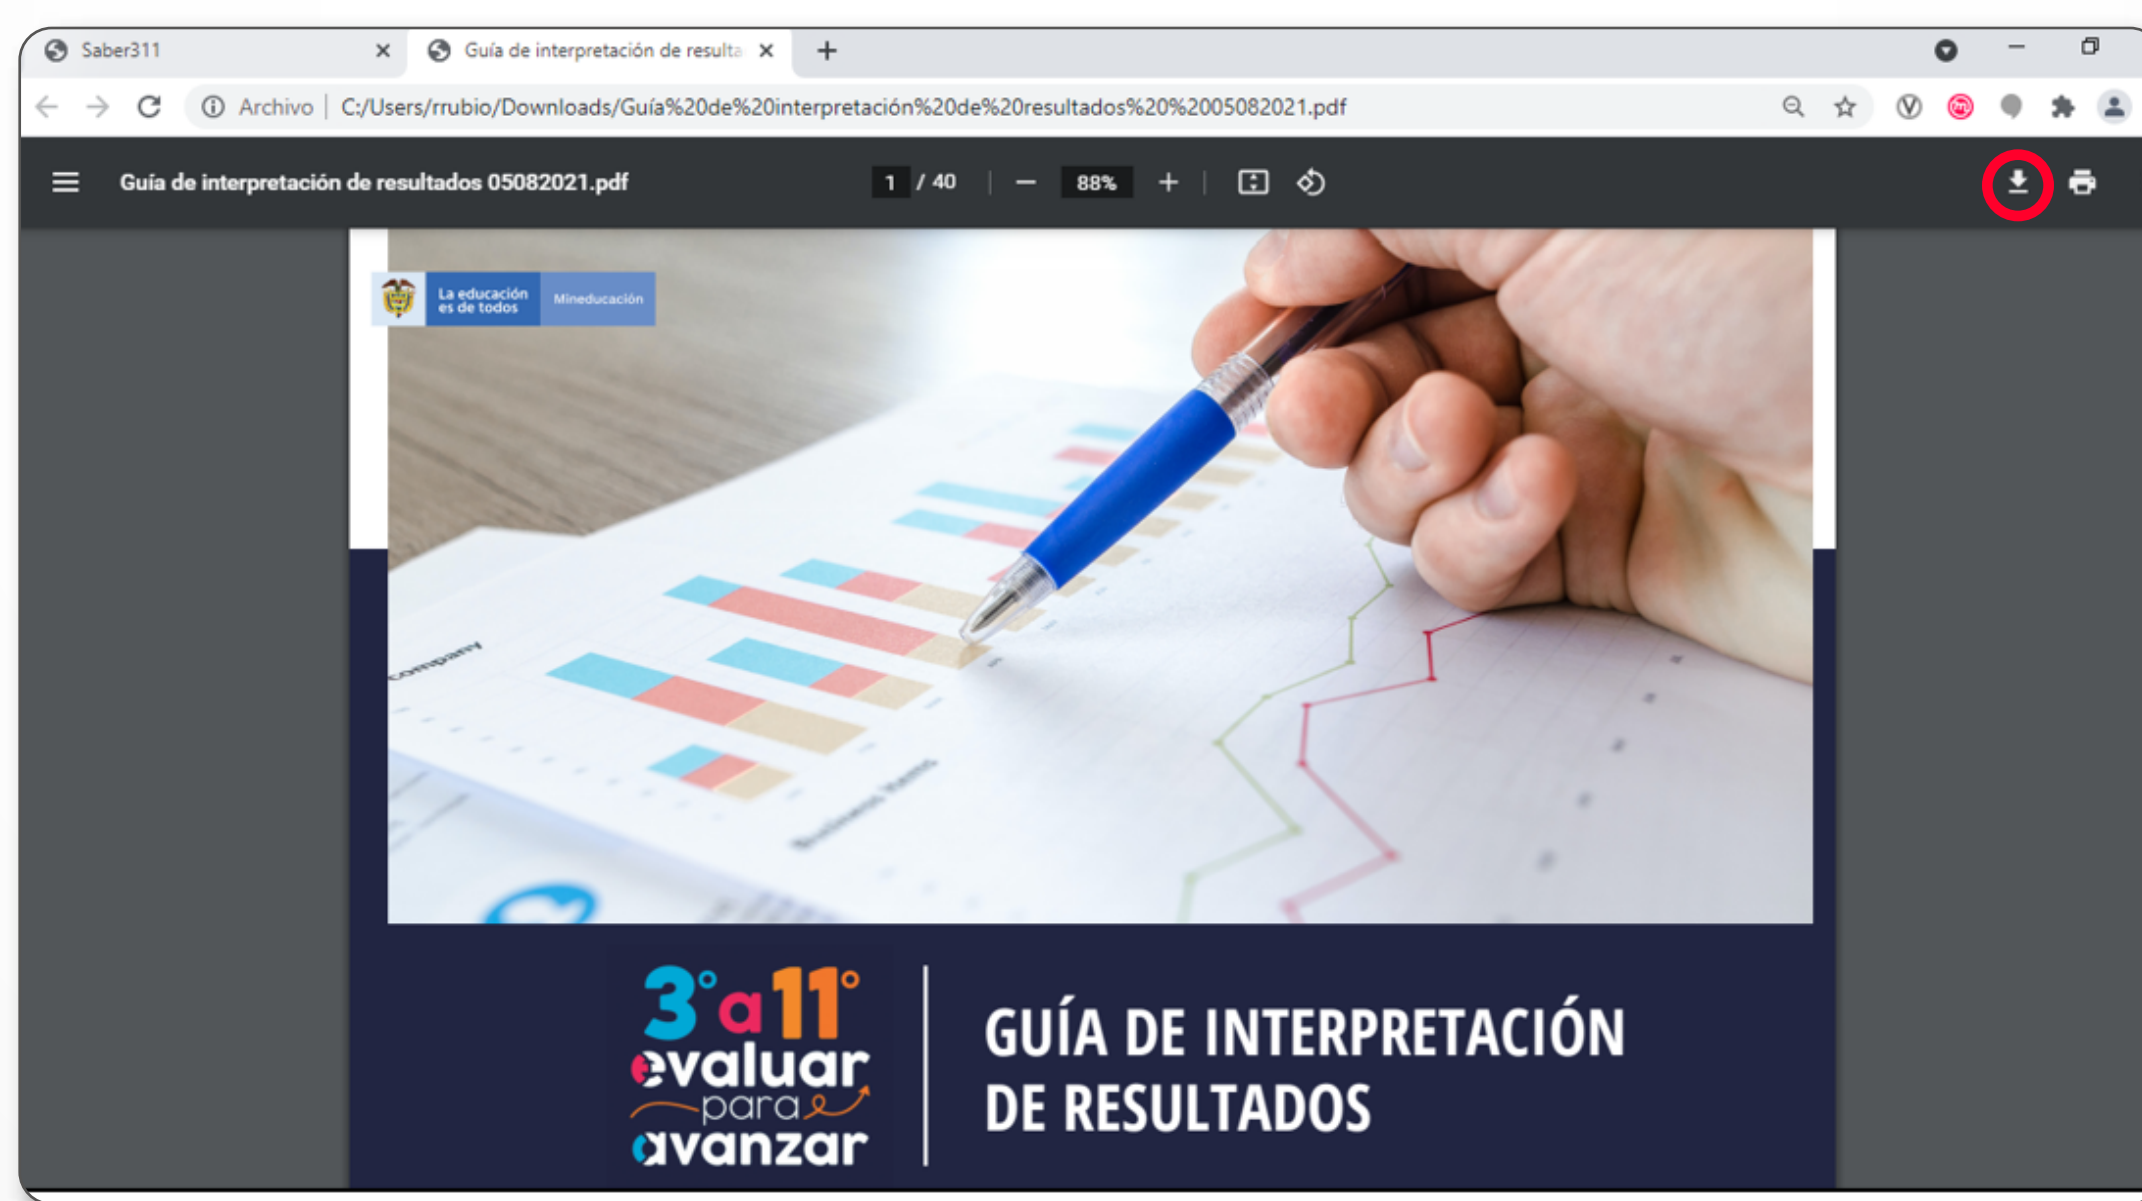 Saber311
Guía de interpretación de resulta
Archivo
C:/Users/rrubio/Downloads/Guía%20de%20interpretación%20de%20resultados%20%2005082021.pdf
Guía de interpretación de resultados 05082021.pdf
1 / 40
88%
La educación
es de todos
Mineducación
company
Business Items
3° a 11°
evaluar
para
avanzar
GUÍA DE INTERPRETACIÓN
DE RESULTADOS